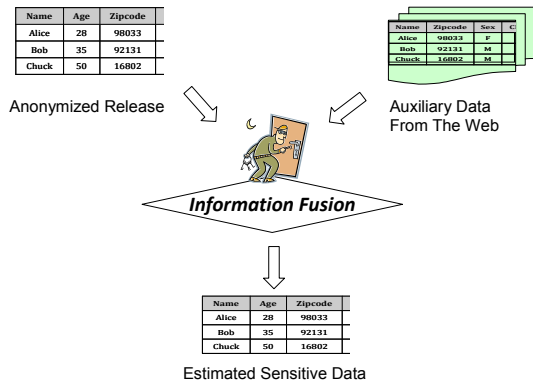 Name Age Zipcode
Alice 28 98033
Bob 35 92131
Chuck 50 16802
Anonymized Release
Name Zipcode Sex
Alice 98033 F
Bob 92131 M
Chuck 16802 M
Auxiliary Data
From The Web
Information Fusion
Name Age Zipcode
Alice 28 98033
Bob 35 92131
Chuck 50 16802
Estimated Sensitive Data